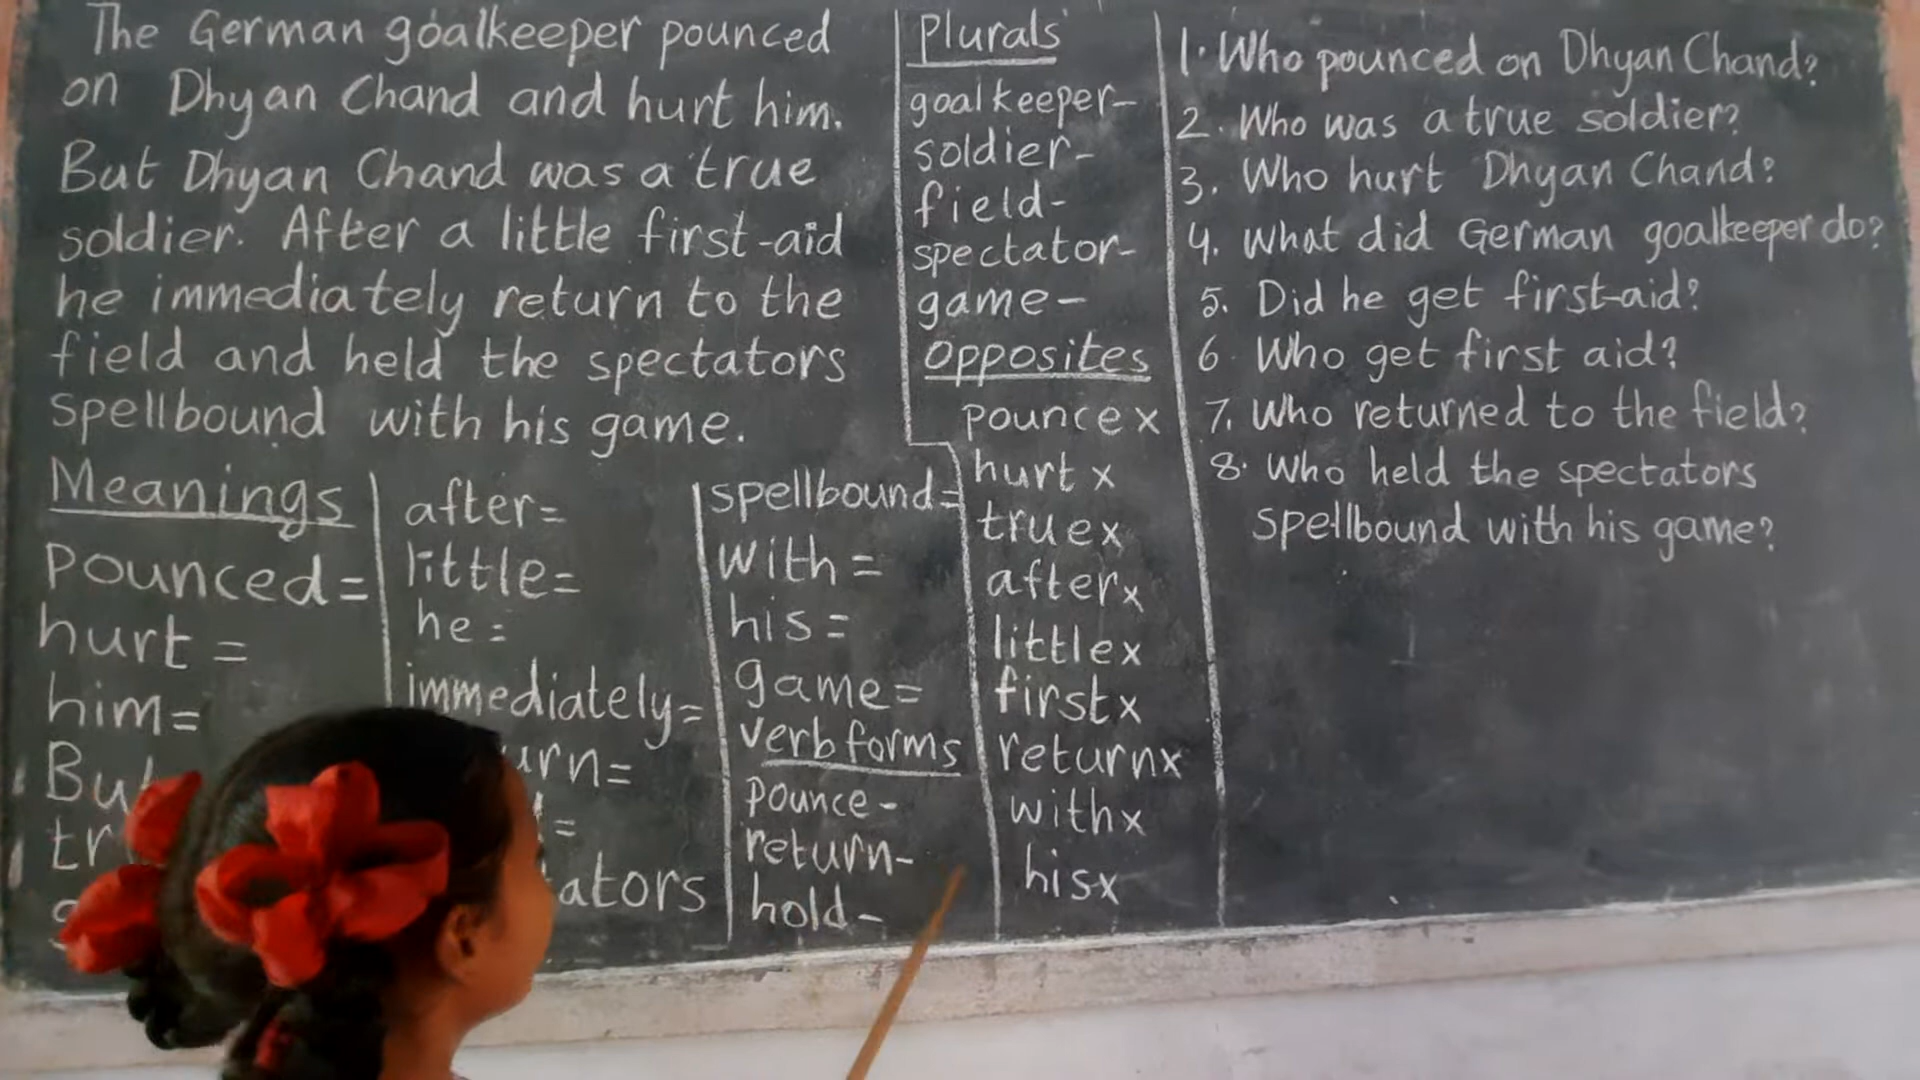 The German goalkeeper pounced
on Dhyan Chand and hurt him.
But Dhyan Chand was a true
soldier. After a little first-aid
he immediately return to the
field and held the spectators
Spellbound with his game.
Meanings
pounced=
hurt =
him=
after=
little=
he=
immediately=
spellbound=
with=
his=
game=
verb forms
pounce-
return-
hold-
Plurals
goalkeeper-
soldier-
field-
spectator-
game-
Opposites
pounce x
hurt x
true x
after x
little x
first x
return x
with x
his x
1. Who pounced on Dhyan Chand?
2. Who was a true soldier?
3. Who hurt Dhyan Chand?
4. What did German goalkeeper do?
5. Did he get first-aid?
6. Who get first aid?
7. Who returned to the field?
8. Who held the spectators
Spellbound with his game?